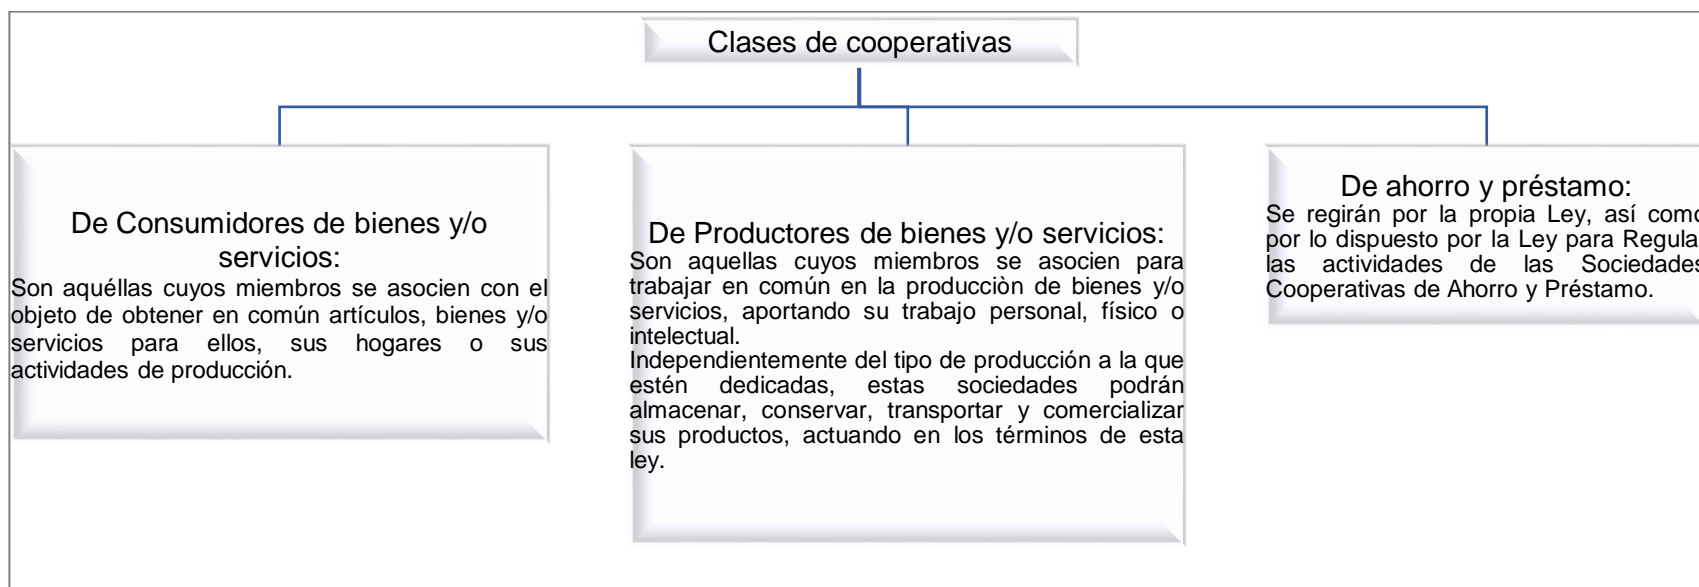 Clases de cooperativas
De Consumidores de bienes y/o
servicios:
Son aquéllas cuyos miembros se asocien con el
objeto de obtener en común artículos, bienes y/o
servicios para ellos, sus hogares o sus
actividades de producción.
De Productores de bienes y/o servicios:
Son aquellas cuyos miembros se asocien para
trabajar en común en la producciòn de bienes y/o
servicios, aportando su trabajo personal, físico o
intelectual.
Independientemente del tipo de producción a la que
estén dedicadas, estas sociedades podrán
almacenar, conservar, transportar y comercializar
sus productos, actuando en los términos de esta
ley.
De ahorro y préstamo:
Se regirán por la propia Ley, así como
por lo dispuesto por la Ley para Regula
las actividades de las Sociedades
Cooperativas de Ahorro y Préstamo.